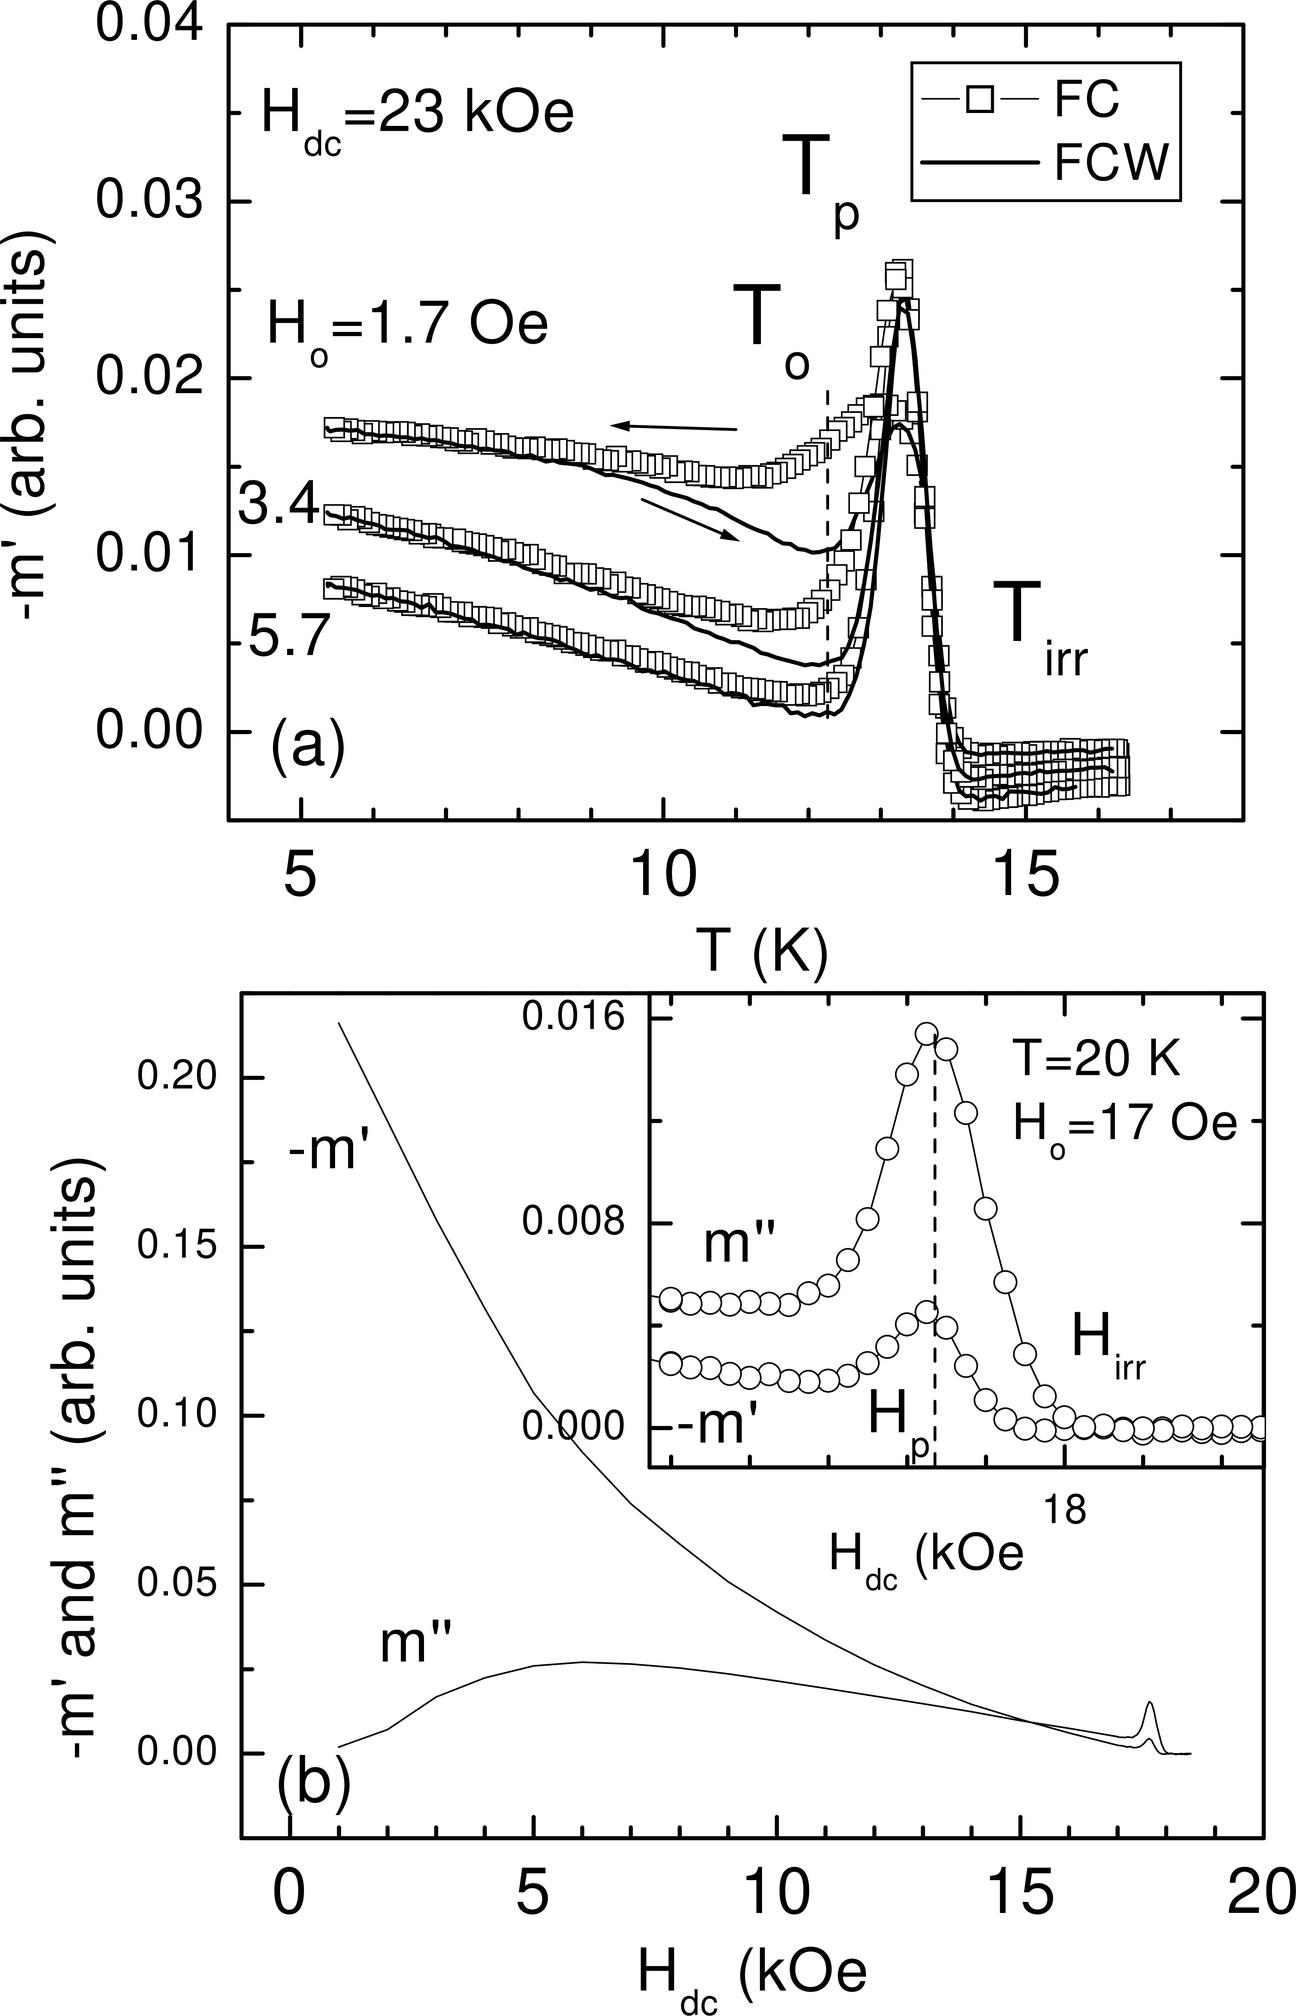 0.04
H_dc=23 kOe
FC
FCW
T_p
0.03
T_o
H_o=1.7 Oe
0.02
3.4
0.01
5.7
T_irr
0.00
(a)
-m' (arb. units)
5 10 15
T (K)
0.016
T=20 K
H_o=17 Oe
0.20
-m'
m''
0.008
0.15
H_irr
H_p
-m'
0.000
0.10
18
H_dc (kOe
0.05
m''
0.00
(b)
-m' and m'' (arb. units)
0 5 10 15 20
H_dc (kOe